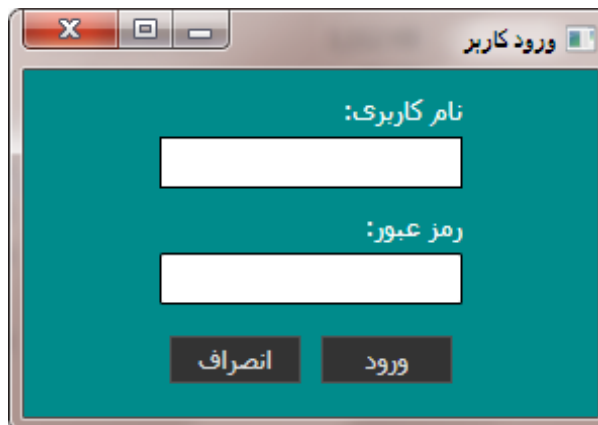 ورود کاربر
نام کاربری:
رمز عبور:
ورود
انصراف